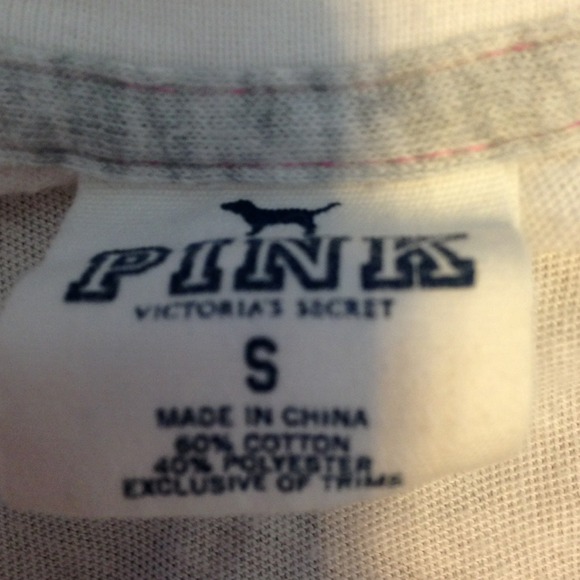 PINK
VICTORIA'S SECRET
S
MADE IN CHINA
60% COTTON
40% POLYESTER
EXCLUSIVE OF TRIMS